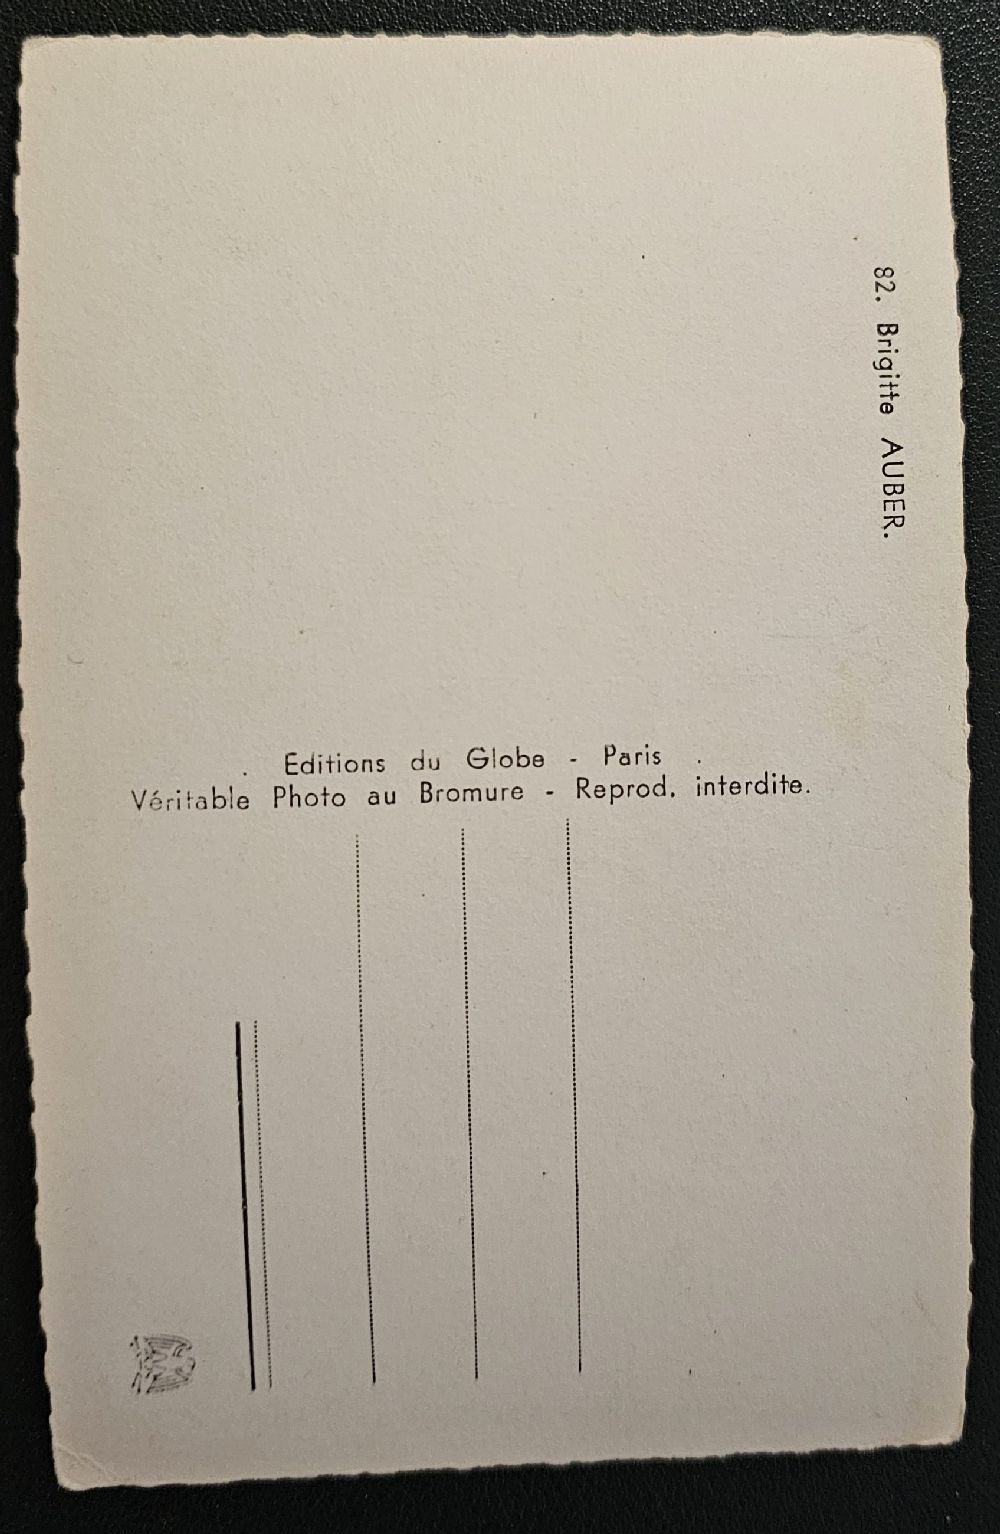 82. Brigitte AUBER.
Editions du Globe - Paris
Véritable Photo au Bromure - Reprod. interdite.